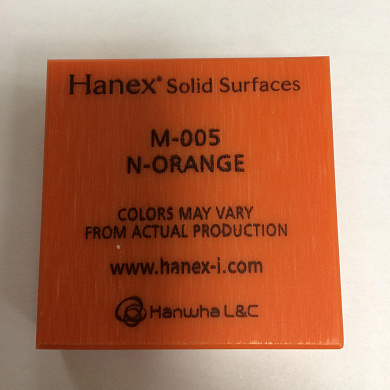 Hanex® Solid Surfaces
M-005
N-ORANGE
COLORS MAY VARY
FROM ACTUAL PRODUCTION
www.hanex-i.com
Hanwha L&C